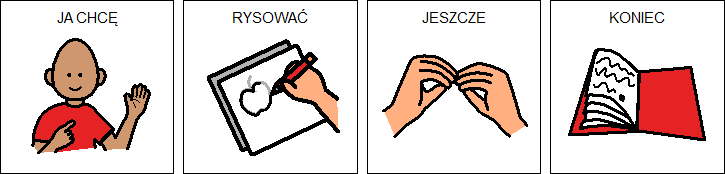 JA CHCĘ
RYSOWAĆ
JESZCZE
KONIEC